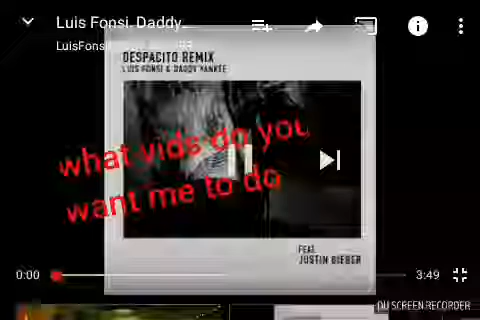 Luis Fonsi, Daddy...
LuisFonsi
DESPACITO REMIX
LUIS FONSI & DADDY YANKEE
what vids do you
want me to do
FEAT.
JUSTIN BIEBER
0:00
3:49
DU SCREEN RECORDER